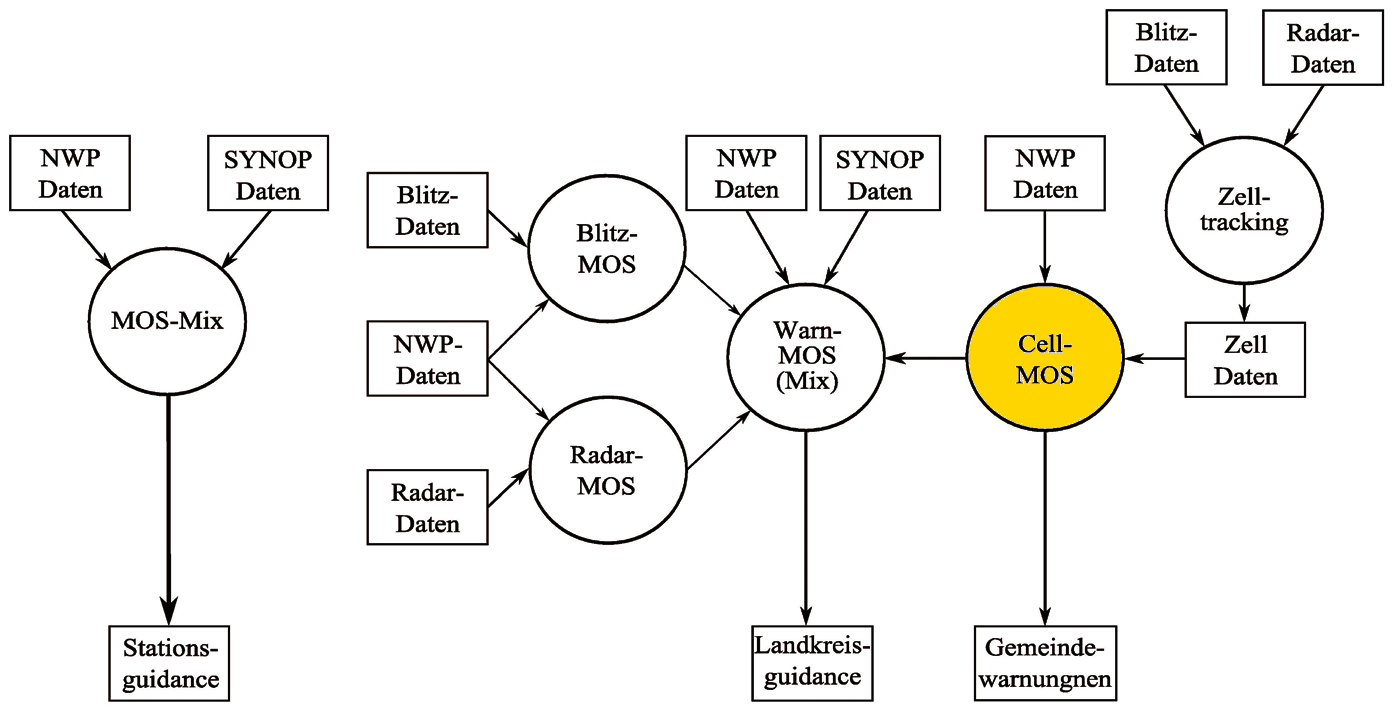 Blitz-
Daten
Radar-
Daten
NWP
Daten
SYNOP
Daten
NWP
Daten
SYNOP
Daten
NWP
Daten
Blitz-
Daten
Zell-
tracking
Blitz-
MOS
MOS-Mix
NWP-
Daten
Warn-
MOS
(Mix)
Cell-
MOS
Zell
Daten
Radar-
MOS
Radar-
Daten
Stations-
guidance
Landkreis-
guidance
Gemeinde-
warnungnen